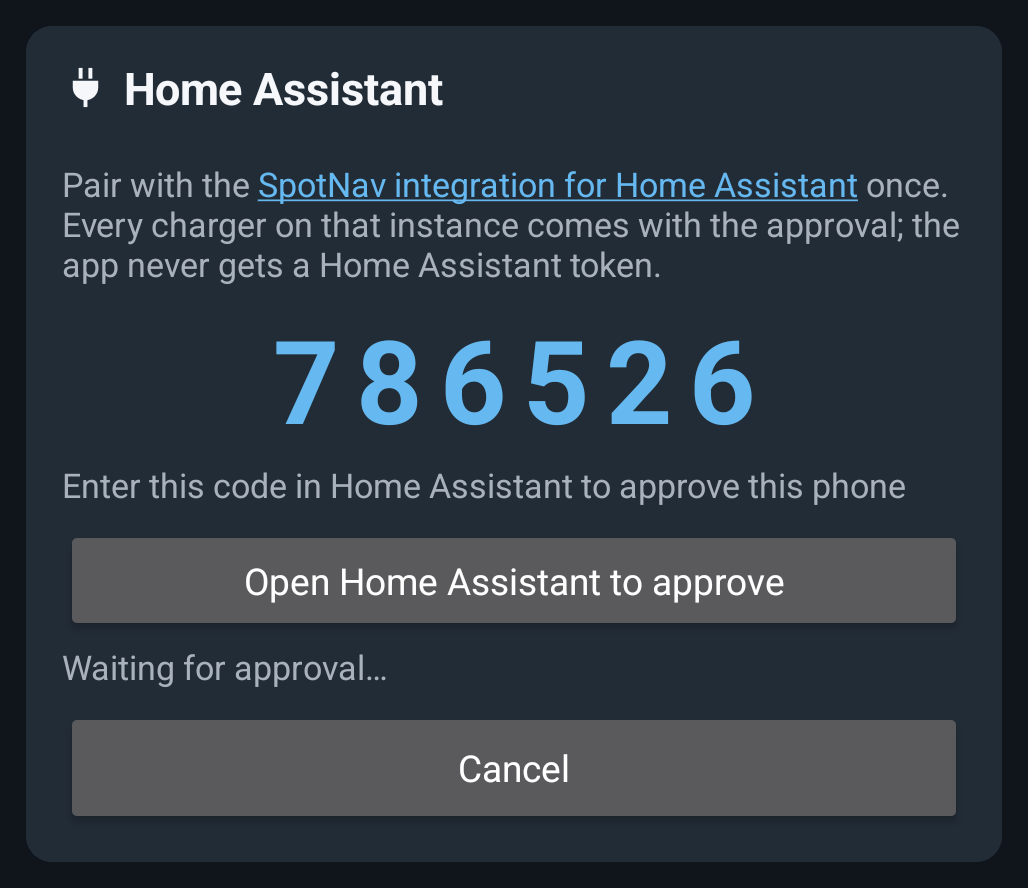 Home Assistant
Pair with the SpotNav integration for Home Assistant once.
Every charger on that instance comes with the approval; the
app never gets a Home Assistant token.
786526
Enter this code in Home Assistant to approve this phone
Open Home Assistant to approve
Waiting for approval…
Cancel